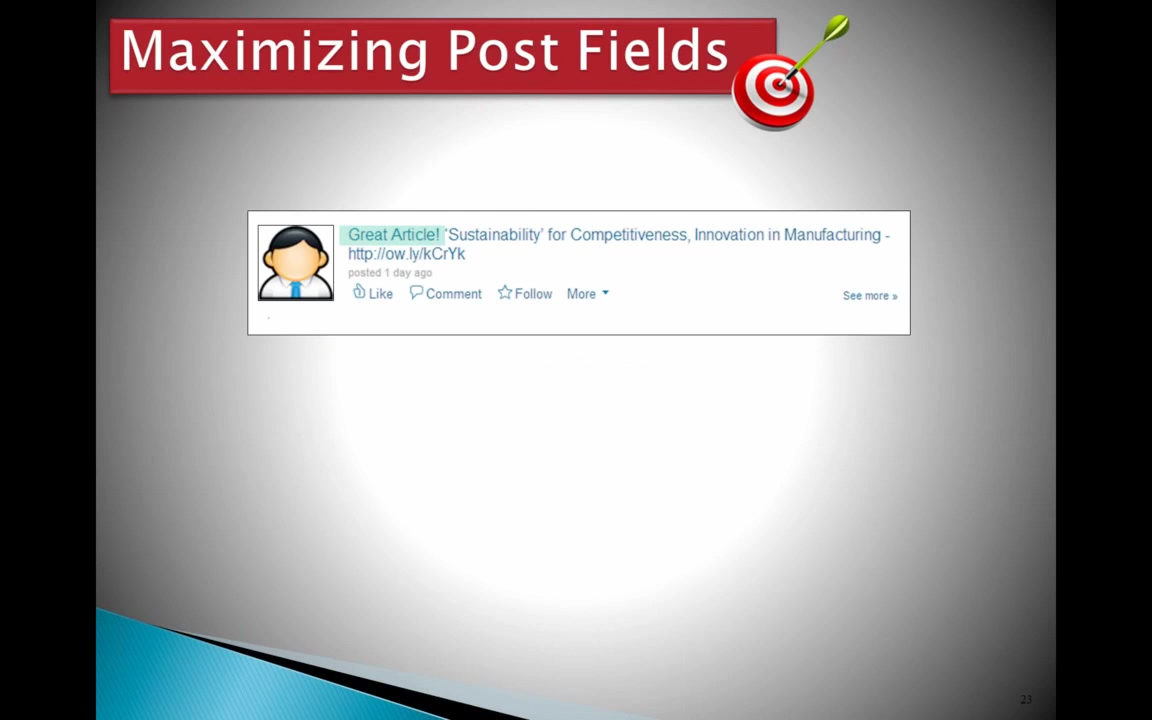 Maximizing Post Fields
Great Article! 'Sustainability' for Competitiveness, Innovation in Manufacturing -
http://ow.ly/kCrYk
posted 1 day ago
Like Comment Follow More See more »
23